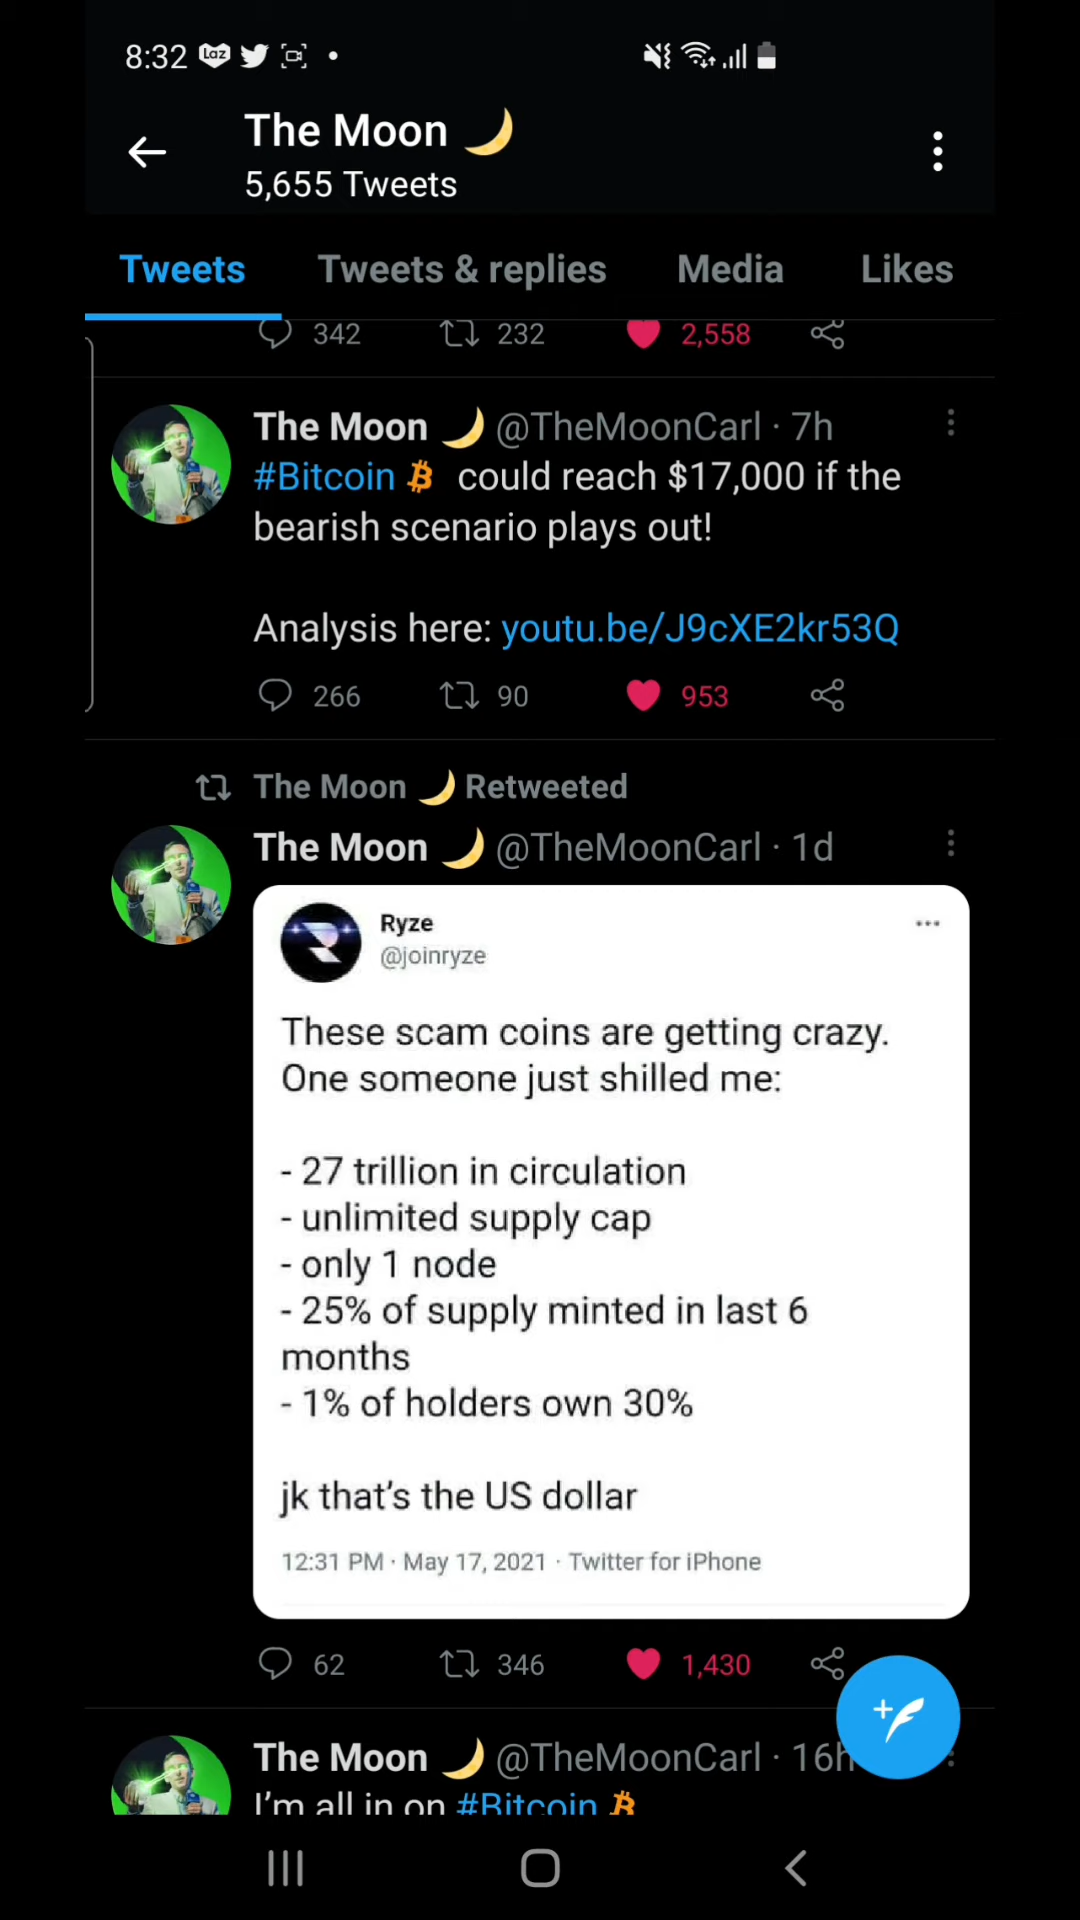 8:32 Laz
The Moon 🌙
5,655 Tweets
Tweets Tweets & replies Media Likes
342 232 2,558
The Moon 🌙 @TheMoonCarl · 7h
#Bitcoin ₿ could reach $17,000 if the
bearish scenario plays out!
Analysis here: youtu.be/J9cXE2kr53Q
266 90 953
The Moon 🌙 Retweeted
The Moon 🌙 @TheMoonCarl · 1d
Ryze
@joinryze
These scam coins are getting crazy.
One someone just shilled me:
- 27 trillion in circulation
- unlimited supply cap
- only 1 node
- 25% of supply minted in last 6
months
- 1% of holders own 30%
jk that’s the US dollar
12:31 PM · May 17, 2021 · Twitter for iPhone
62 346 1,430
The Moon 🌙 @TheMoonCarl · 16h
I’m all in on #Bitcoin ₿